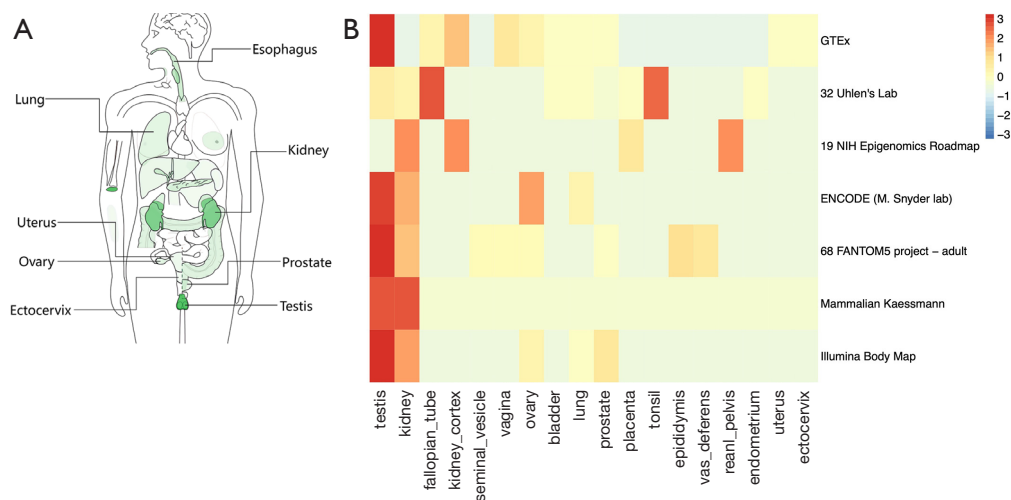 A
Esophagus
Lung
Kidney
Uterus
Ovary
Prostate
Ectocervix
Testis
B
3
2
1
0
−1
−2
−3
GTEx
32 Uhlen's Lab
19 NIH Epigenomics Roadmap
ENCODE (M. Snyder lab)
68 FANTOM5 project − adult
Mammalian Kaessmann
Illumina Body Map
testis
kidney
fallopian_tube
kidney_cortex
seminal_vesicle
vagina
ovary
bladder
lung
prostate
placenta
tonsil
epididymis
vas_deferens
reanl_pelvis
endometrium
uterus
ectocervix